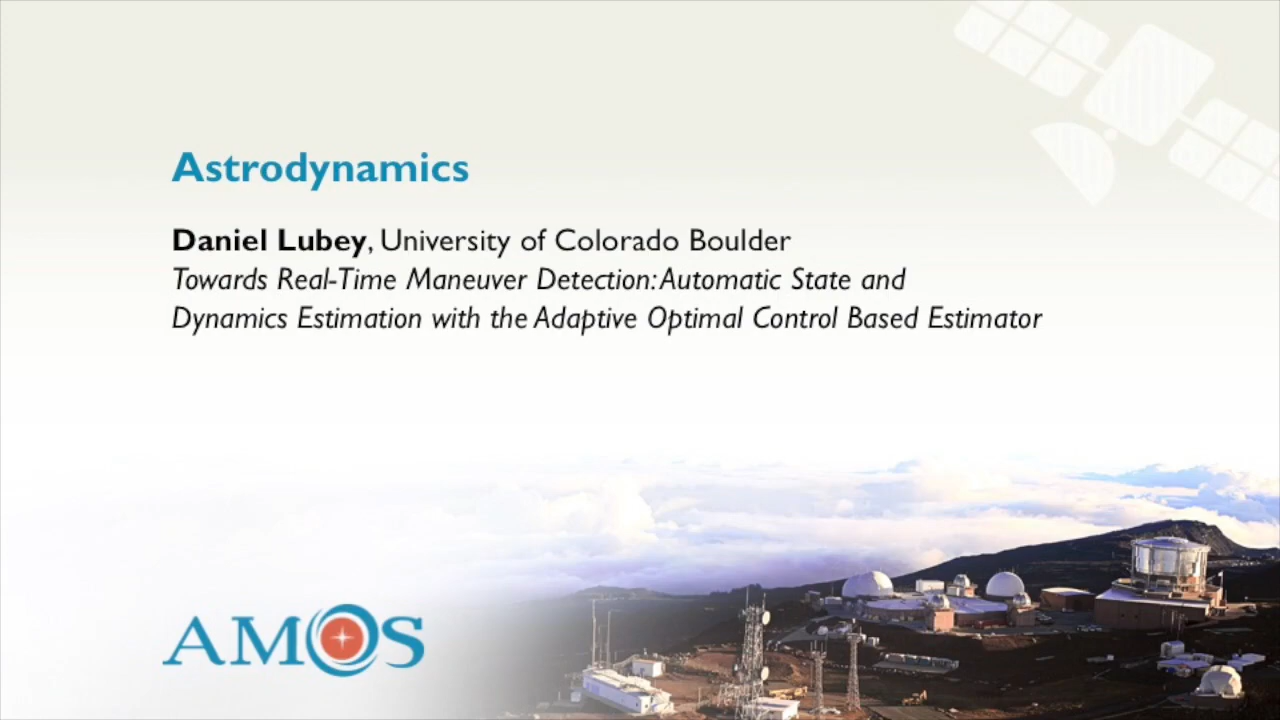 Astrodynamics
Daniel Lubey, University of Colorado Boulder
Towards Real-Time Maneuver Detection: Automatic State and
Dynamics Estimation with the Adaptive Optimal Control Based Estimator
AMOS